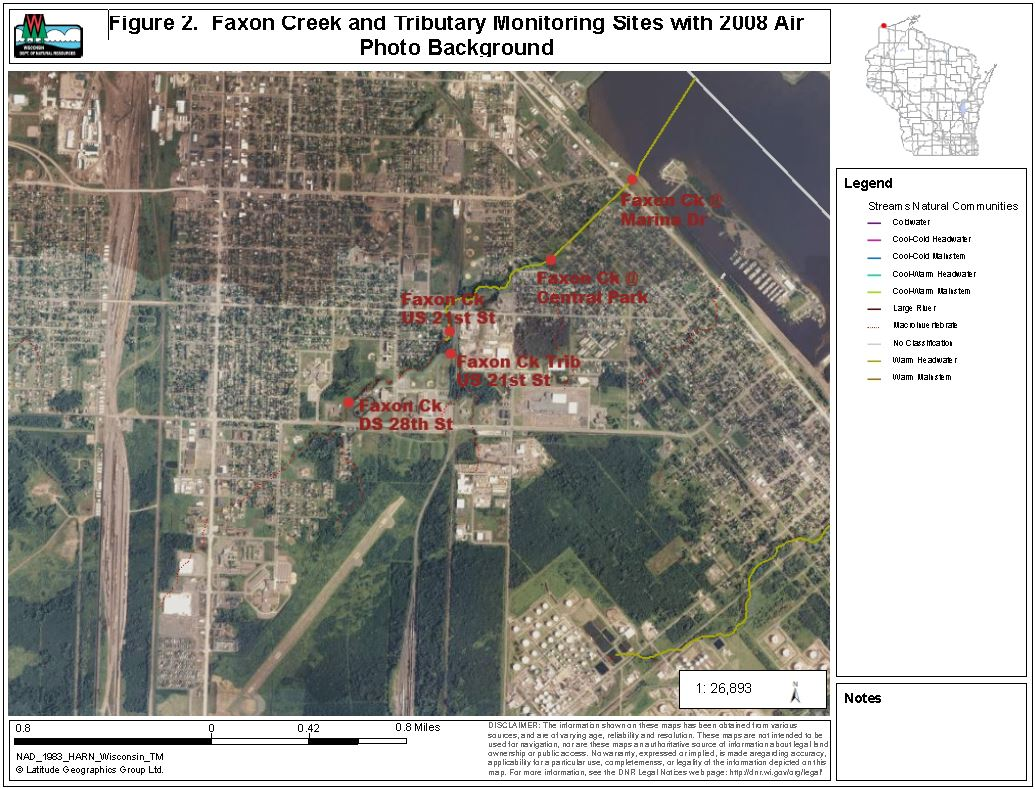 Figure 2. Faxon Creek and Tributary Monitoring Sites with 2008 Air
Photo Background
WISCONSIN
DEPT. OF NATURAL RESOURCES
Faxon Ck @
Marina Dr
Faxon Ck @
Central Park
Faxon Ck
US 21st St
Faxon Ck Trib
US 21st St
Faxon Ck
DS 28th St
1: 26,893
N
Legend
Streams Natural Communities
Coldwater
Cool-Cold Headwater
Cool-Cold Mainstem
Cool-Warm Headwater
Cool-Warm Mainstem
Large River
Macroinvertebrate
No Classification
Warm Headwater
Warm Mainstem
Notes
0.8 0 0.42 0.8 Miles
NAD_1983_HARN_Wisconsin_TM
© Latitude Geographics Group Ltd.
DISCLAIMER: The information shown on these maps has been obtained from various
sources, and are of varying age, reliability and resolution. These maps are not intended to be
used for navigation, nor are these maps an authoritative source of information about legal land
ownership or public access. No warranty, expressed or implied, is made aregarding accuracy,
applicability for a particular use, completemenss, or legality of the information depicted on this
map. For more information, see the DNR Legal Notices web page: http://dnr.wi.gov/org/legal/